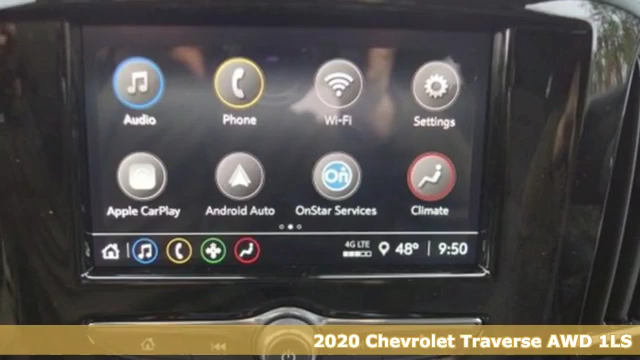 Audio Phone Wi-Fi Settings
Apple CarPlay Android Auto OnStar Services Climate
On
4G LTE
48° 9:50
2020 Chevrolet Traverse AWD 1LS